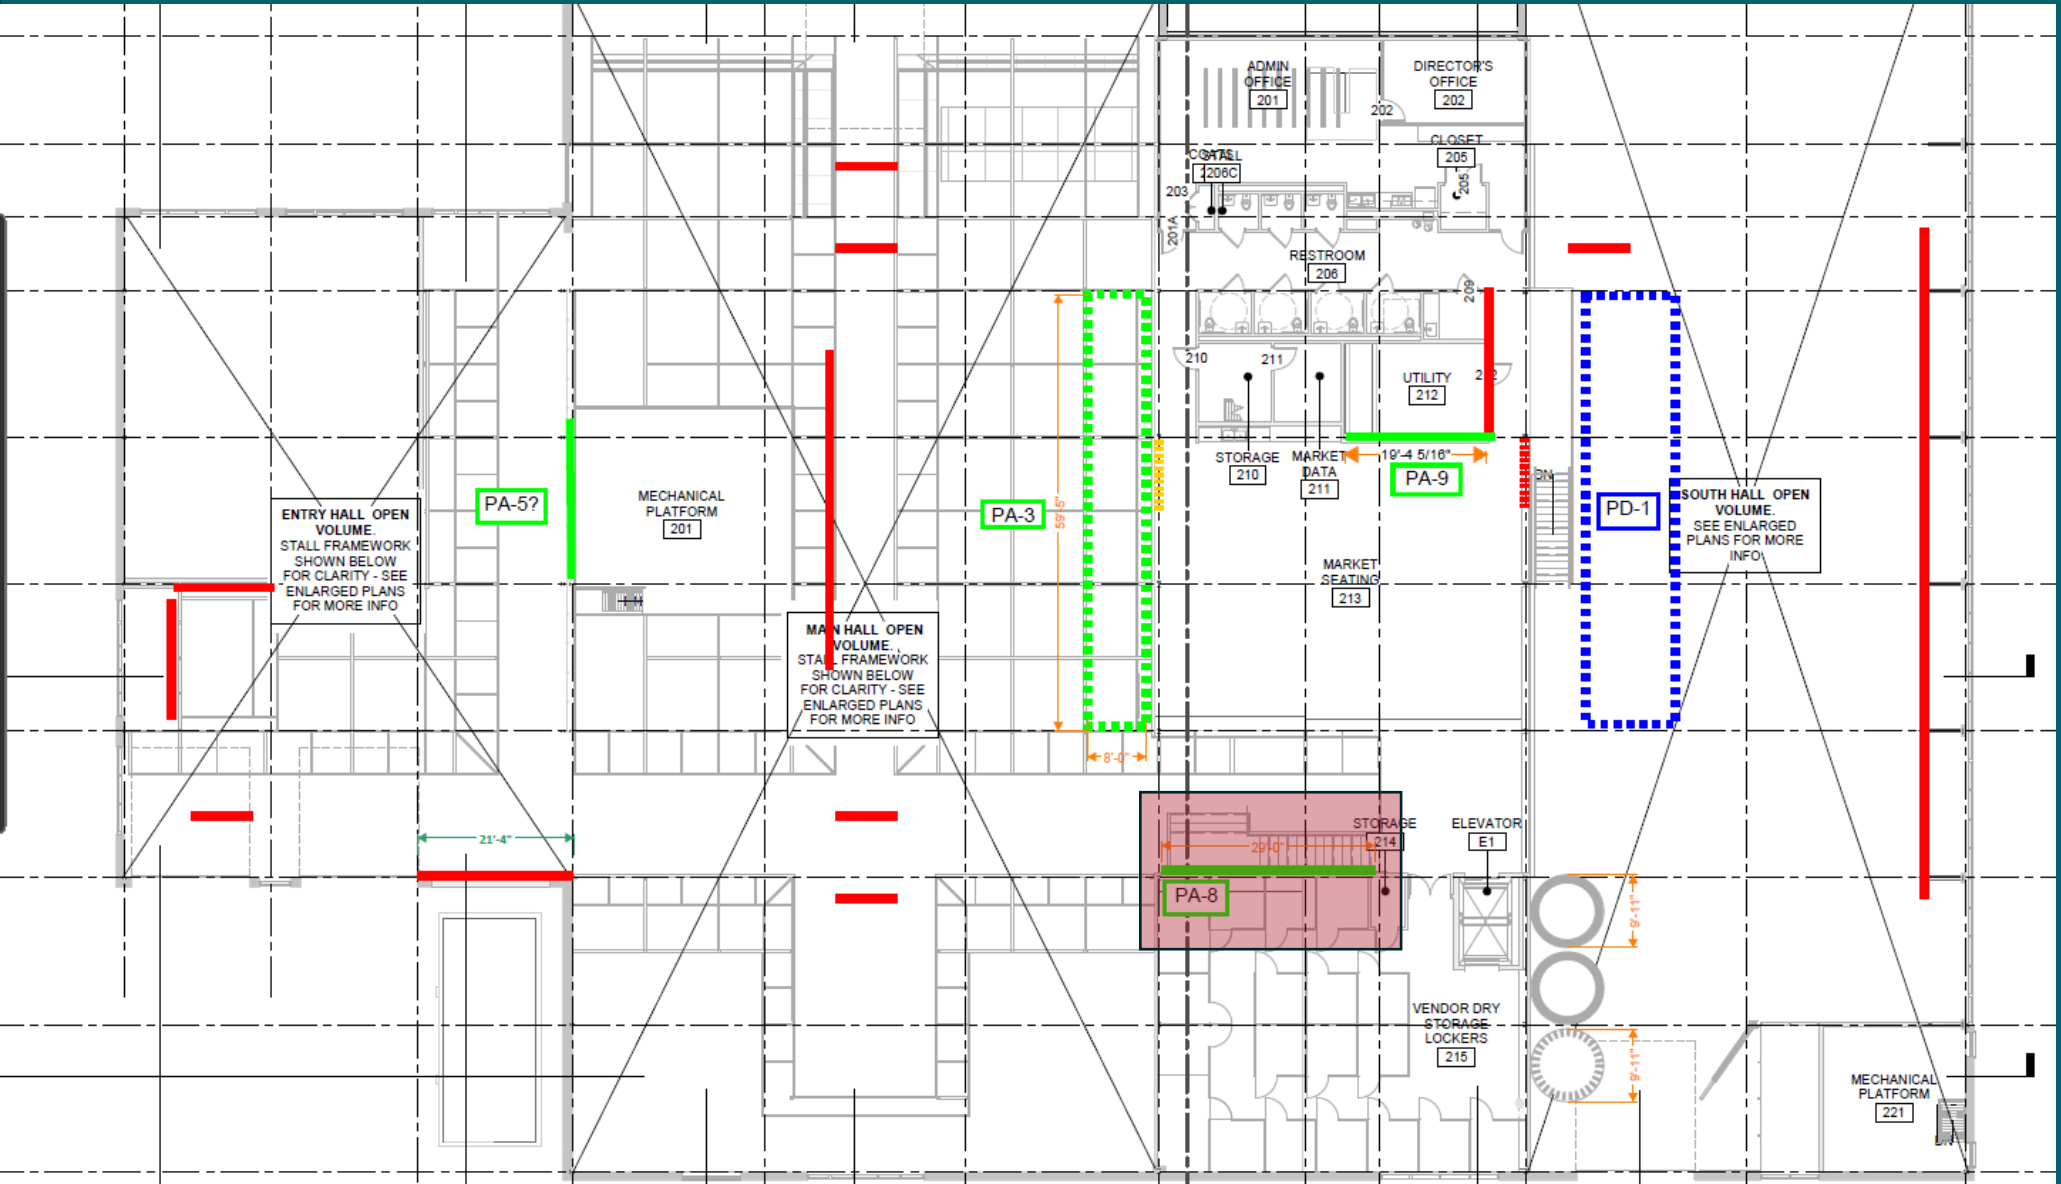 ADMIN
OFFICE
201
DIRECTOR'S
OFFICE
202
202
CLOSET
205
205
STALL
206C
203
201A
RESTROOM
206
209
210
211
UTILITY
212
STORAGE
210
MARKET
DATA
211
19'-4 5/16"
PA-9
DN
PA-5?
MECHANICAL
PLATFORM
201
PA-3
59'-5"
8'-0"
PD-1
SOUTH HALL OPEN
VOLUME.
SEE ENLARGED
PLANS FOR MORE
INFO
ENTRY HALL OPEN
VOLUME.
STALL FRAMEWORK
SHOWN BELOW
FOR CLARITY - SEE
ENLARGED PLANS
FOR MORE INFO
MARKET
SEATING
213
MAIN HALL OPEN
VOLUME.
STALL FRAMEWORK
SHOWN BELOW
FOR CLARITY - SEE
ENLARGED PLANS
FOR MORE INFO
21'-4"
STORAGE
214
ELEVATOR
E1
29'-0"
PA-8
9'-11"
VENDOR DRY
STORAGE
LOCKERS
215
9'-11"
MECHANICAL
PLATFORM
221